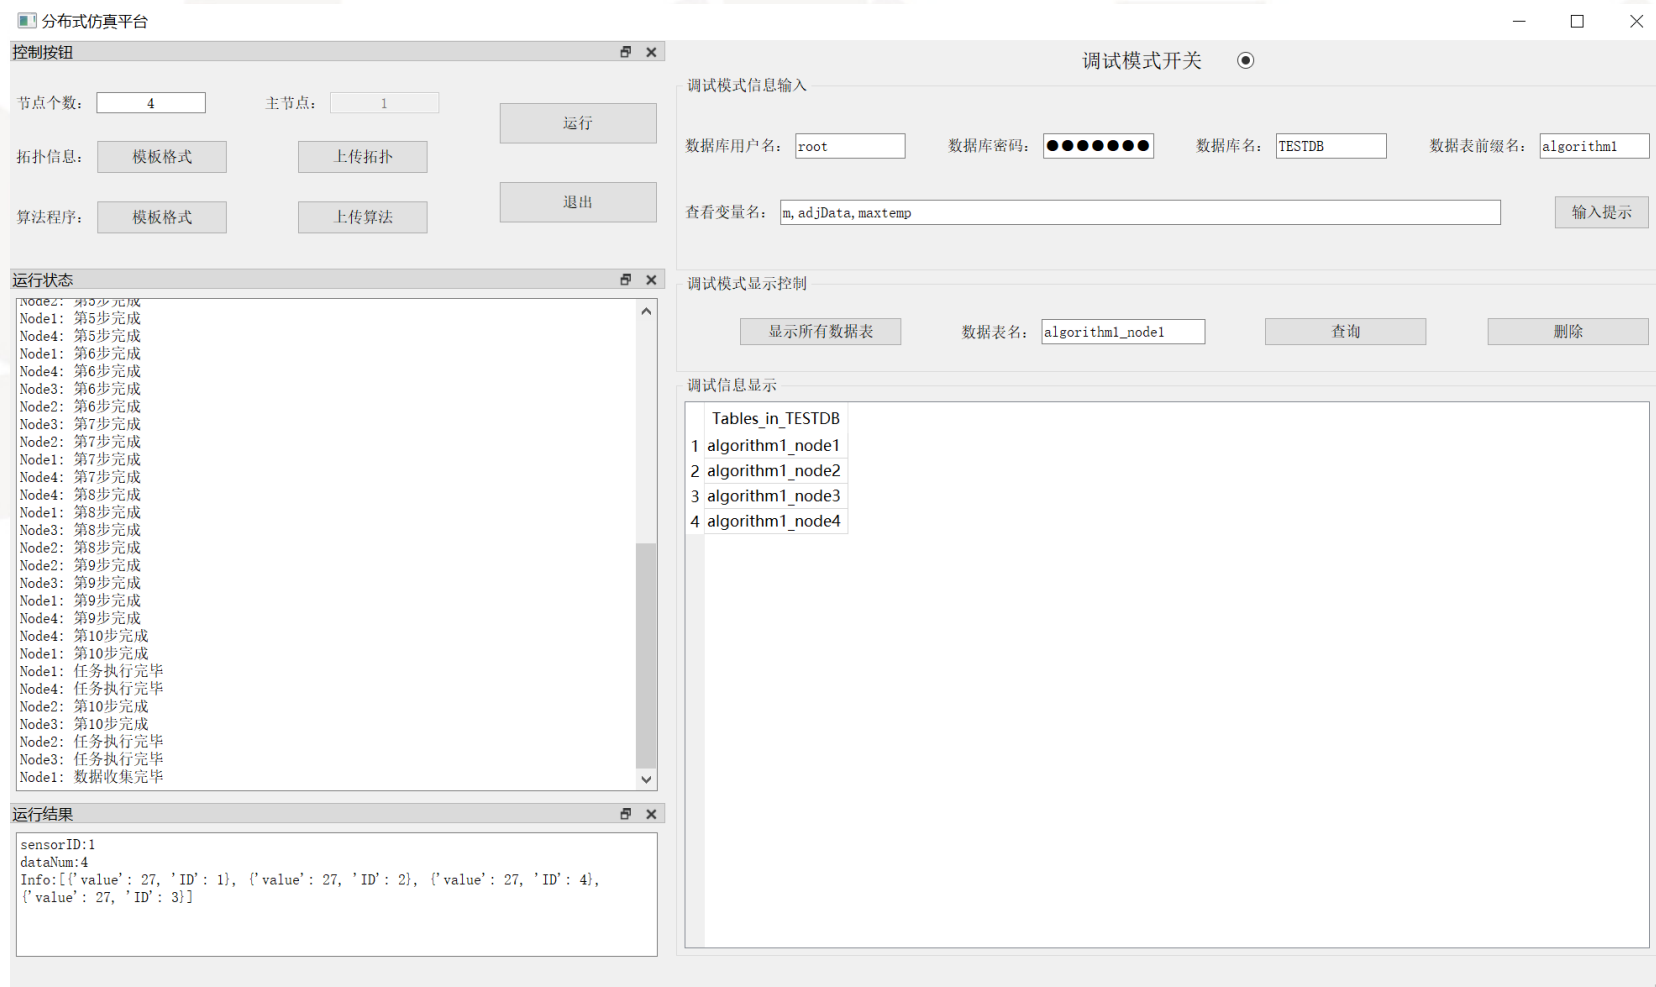 分布式仿真平台
控制按钮
节点个数： 4 主节点： 1
运行
拓扑信息： 模板格式 上传拓扑
退出
算法程序： 模板格式 上传算法
运行状态
Node2: 第5步完成
Node1: 第5步完成
Node4: 第5步完成
Node1: 第6步完成
Node4: 第6步完成
Node3: 第6步完成
Node2: 第6步完成
Node3: 第7步完成
Node2: 第7步完成
Node1: 第7步完成
Node4: 第7步完成
Node4: 第8步完成
Node1: 第8步完成
Node3: 第8步完成
Node2: 第8步完成
Node2: 第9步完成
Node3: 第9步完成
Node1: 第9步完成
Node4: 第9步完成
Node4: 第10步完成
Node1: 第10步完成
Node1: 任务执行完毕
Node4: 任务执行完毕
Node2: 第10步完成
Node3: 第10步完成
Node2: 任务执行完毕
Node3: 任务执行完毕
Node1: 数据收集完毕
运行结果
sensorID:1
dataNum:4
Info:[{'value': 27, 'ID': 1}, {'value': 27, 'ID': 2}, {'value': 27, 'ID': 4},
{'value': 27, 'ID': 3}]
调试模式开关
调试模式信息输入
数据库用户名： root 数据库密码： ●●●●●●● 数据库名： TESTDB 数据表前缀名： algorithm1
查看变量名： m,adjData,maxtemp 输入提示
调试模式显示控制
显示所有数据表 数据表名： algorithm1_node1 查询 删除
调试信息显示
Tables_in_TESTDB
1 algorithm1_node1
2 algorithm1_node2
3 algorithm1_node3
4 algorithm1_node4